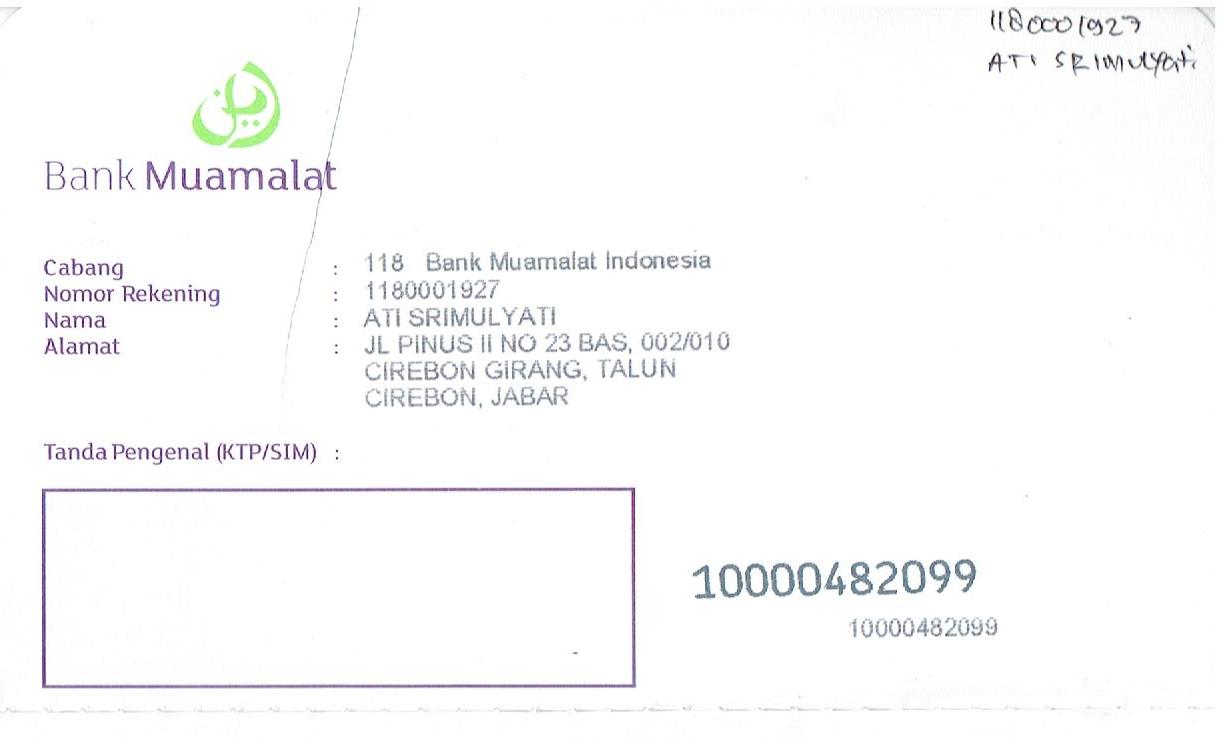 1180001927
ATI SRIMULYati
Bank Muamalat
Cabang : 118 Bank Muamalat Indonesia
Nomor Rekening : 1180001927
Nama : ATI SRIMULYATI
Alamat : JL PINUS II NO 23 BAS, 002/010
CIREBON GIRANG, TALUN
CIREBON, JABAR
Tanda Pengenal (KTP/SIM) :
10000482099
10000482099